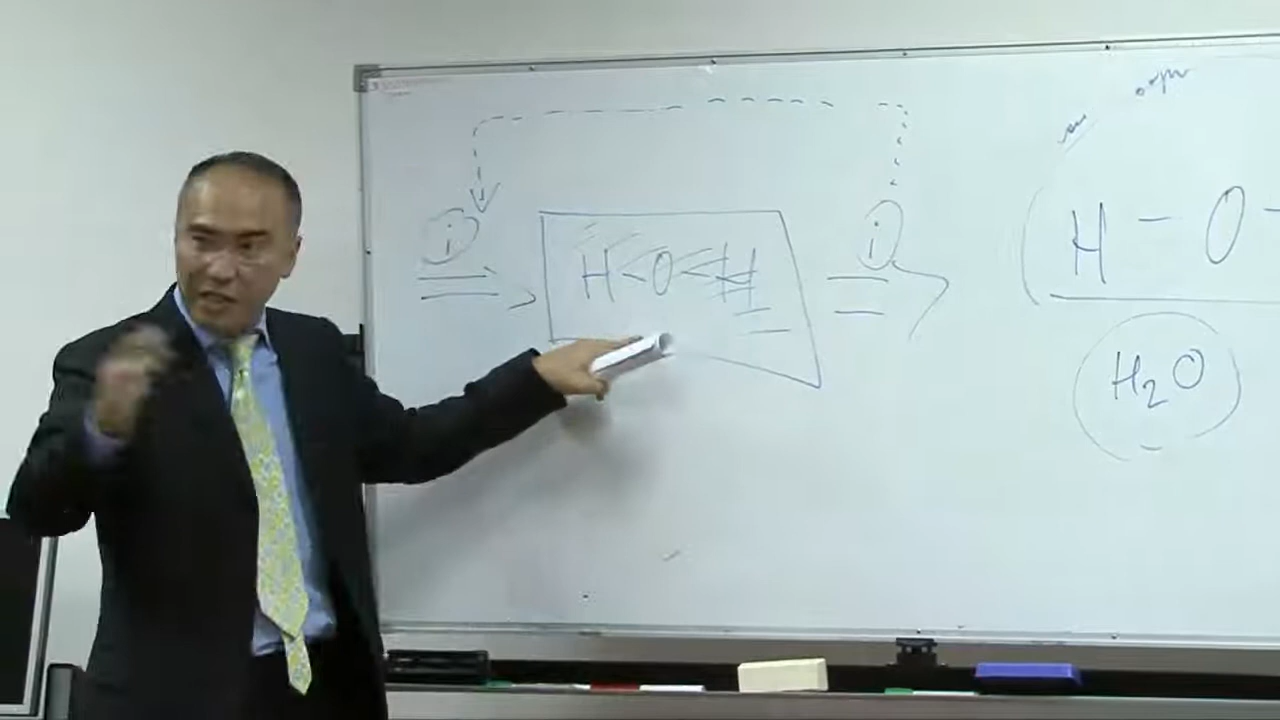 i
H<O<H
i
H - O -
H₂O